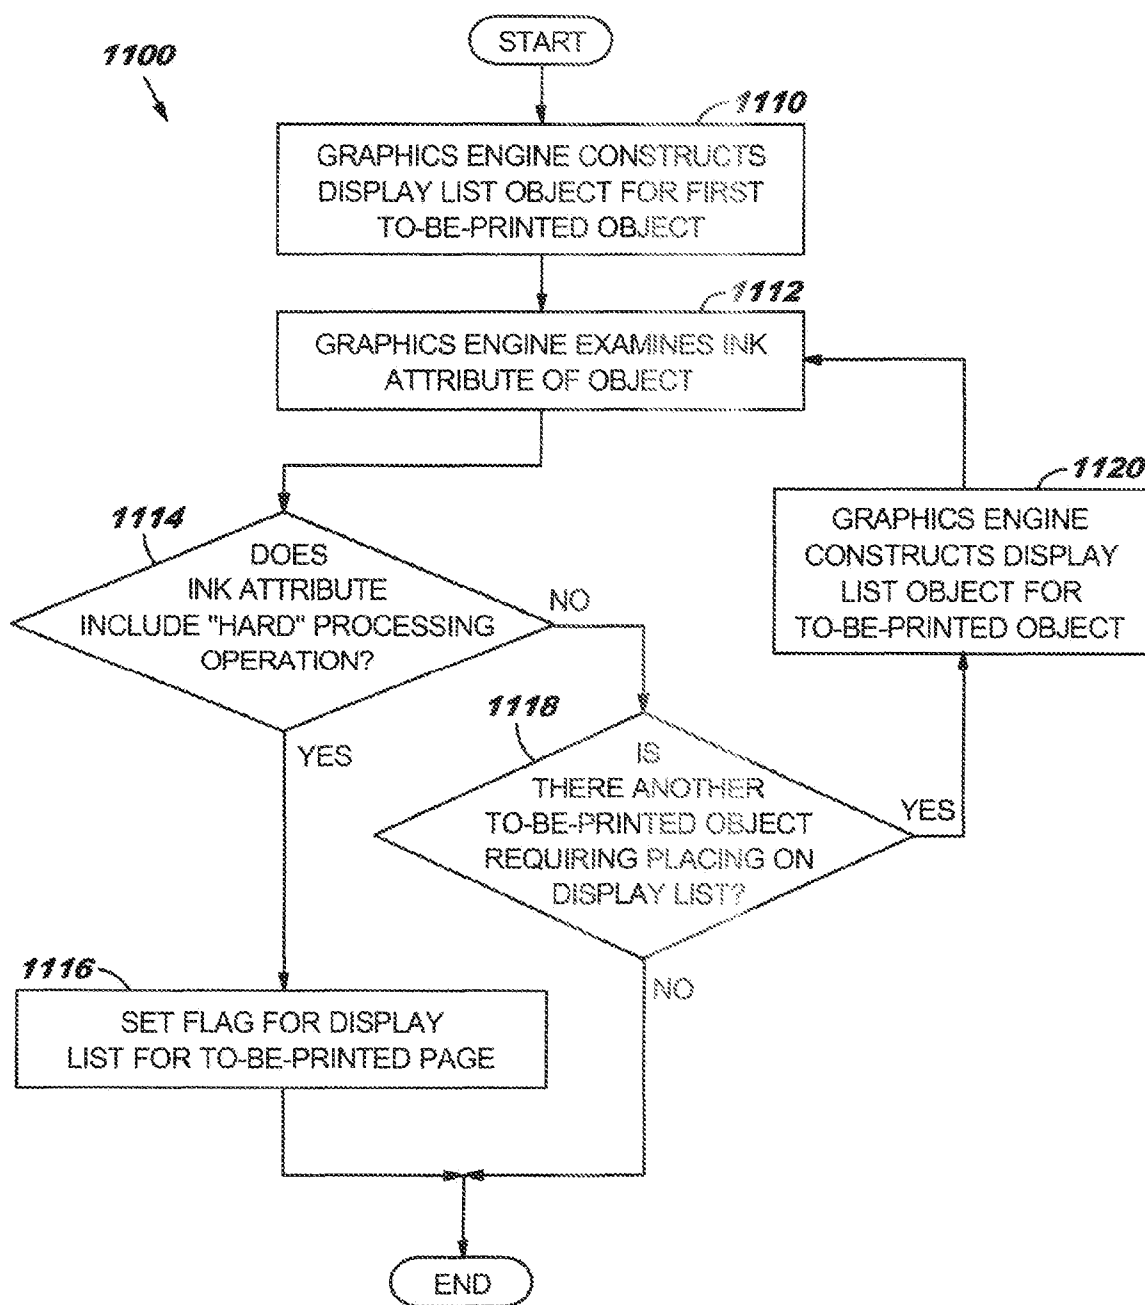 START
1100
1110
GRAPHICS ENGINE CONSTRUCTS
DISPLAY LIST OBJECT FOR FIRST
TO-BE-PRINTED OBJECT
1112
GRAPHICS ENGINE EXAMINES INK
ATTRIBUTE OF OBJECT
1120
GRAPHICS ENGINE
CONSTRUCTS DISPLAY
LIST OBJECT FOR
TO-BE-PRINTED OBJECT
1114
DOES
INK ATTRIBUTE
INCLUDE "HARD" PROCESSING
OPERATION?
NO
YES
1118
IS
THERE ANOTHER
TO-BE-PRINTED OBJECT
REQUIRING PLACING ON
DISPLAY LIST?
YES
NO
1116
SET FLAG FOR DISPLAY
LIST FOR TO-BE-PRINTED PAGE
END